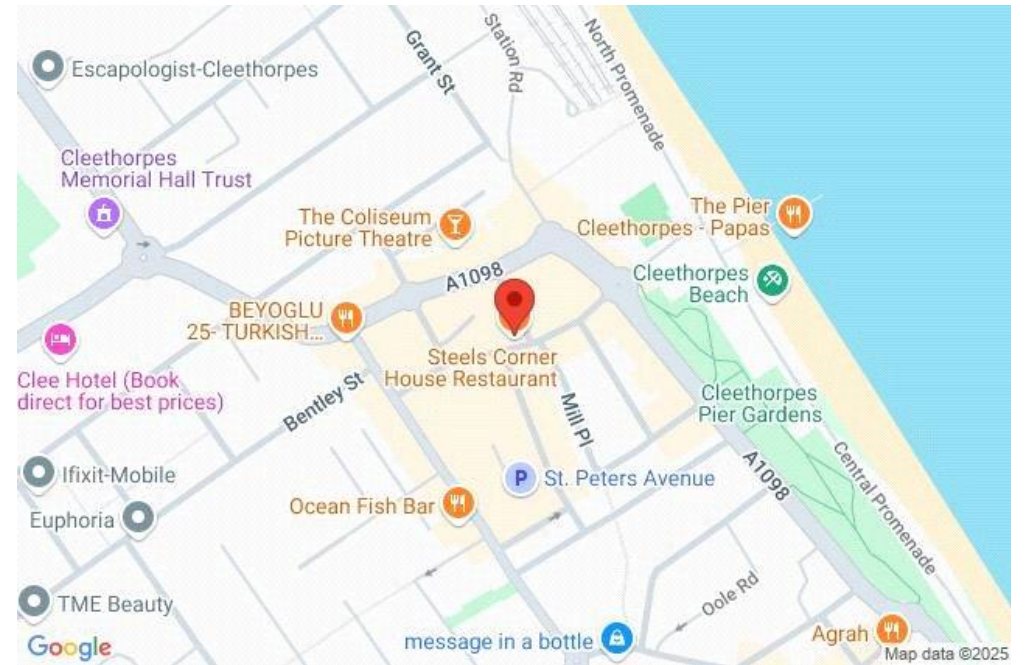 Grant St
Station Rd
North Promenade
Escapologist-Cleethorpes
Cleethorpes
Memorial Hall Trust
The Coliseum
Picture Theatre
The Pier
Cleethorpes - Papas
A1098
Cleethorpes
Beach
BEYOGLU
25- TURKISH...
Steels Corner
House Restaurant
Clee Hotel (Book
direct for best prices)
Bentley St
Mill Pl
Cleethorpes
Pier Gardens
A1098
Central Promenade
Ifixit-Mobile
P St. Peters Avenue
Ocean Fish Bar
Euphoria
Oole Rd
TME Beauty
message in a bottle
Agrah
Google
Map data ©2025